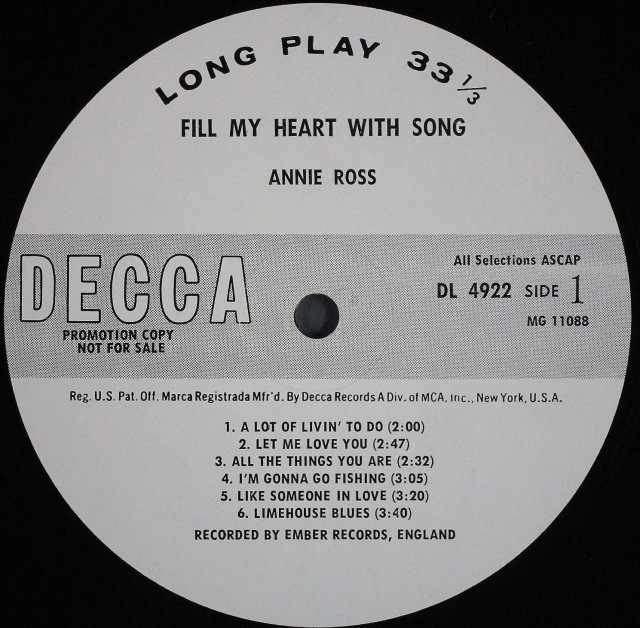 LONG PLAY 33 1/3
FILL MY HEART WITH SONG
ANNIE ROSS
DECCA
PROMOTION COPY
NOT FOR SALE
All Selections ASCAP
DL 4922 SIDE 1
MG 11088
Reg. U.S. Pat. Off. Marca Registrada Mfr'd. By Decca Records A Div. of MCA, Inc., New York, U.S.A.
1. A LOT OF LIVIN' TO DO (2:00)
2. LET ME LOVE YOU (2:47)
3. ALL THE THINGS YOU ARE (2:32)
4. I'M GONNA GO FISHING (3:05)
5. LIKE SOMEONE IN LOVE (3:20)
6. LIMEHOUSE BLUES (3:40)
RECORDED BY EMBER RECORDS, ENGLAND